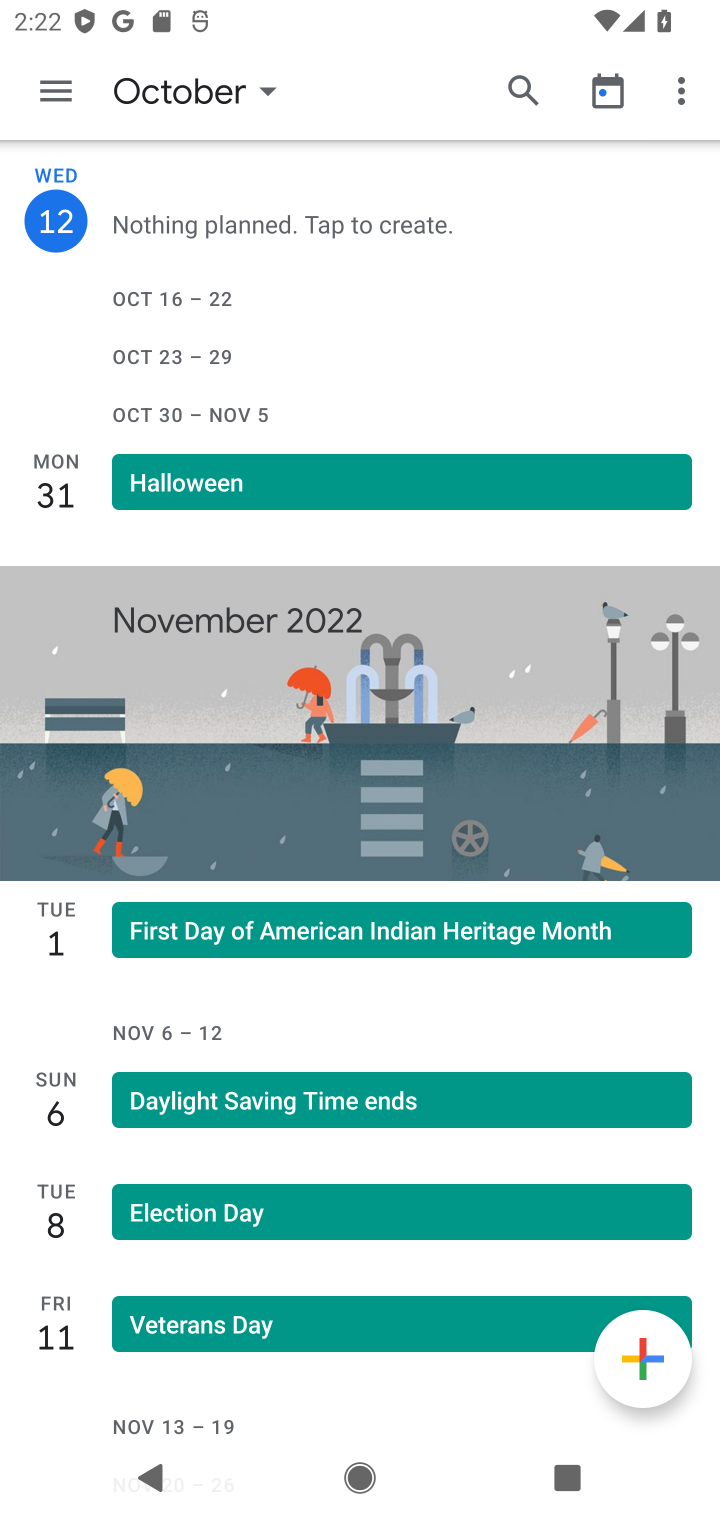 2:22
October
WED
12
Nothing planned. Tap to create.
OCT 16 – 22
OCT 23 – 29
OCT 30 – NOV 5
MON
31
Halloween
November 2022
TUE
1
First Day of American Indian Heritage Month
NOV 6 – 12
SUN
6
Daylight Saving Time ends
TUE
8
Election Day
FRI
11
Veterans Day
NOV 13 – 19
NOV 20 – 26